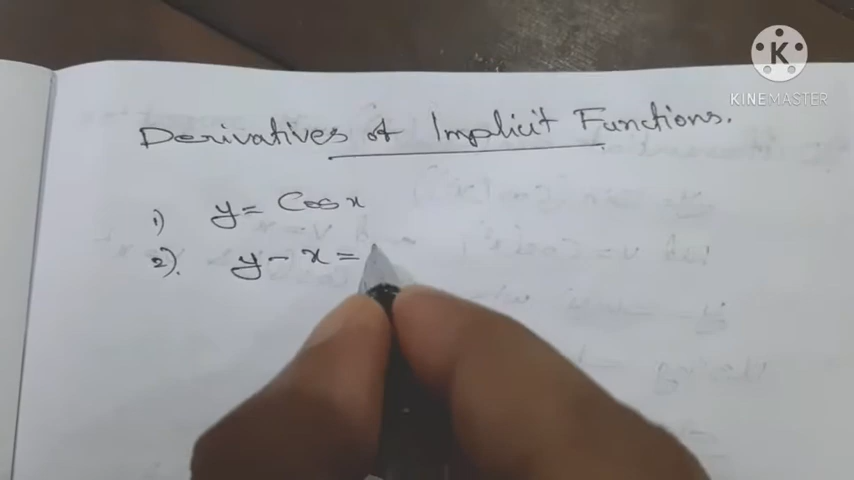 K
KINEMASTER
Derivatives of Implicit Functions.
1) y = Cos x
2). y - x =